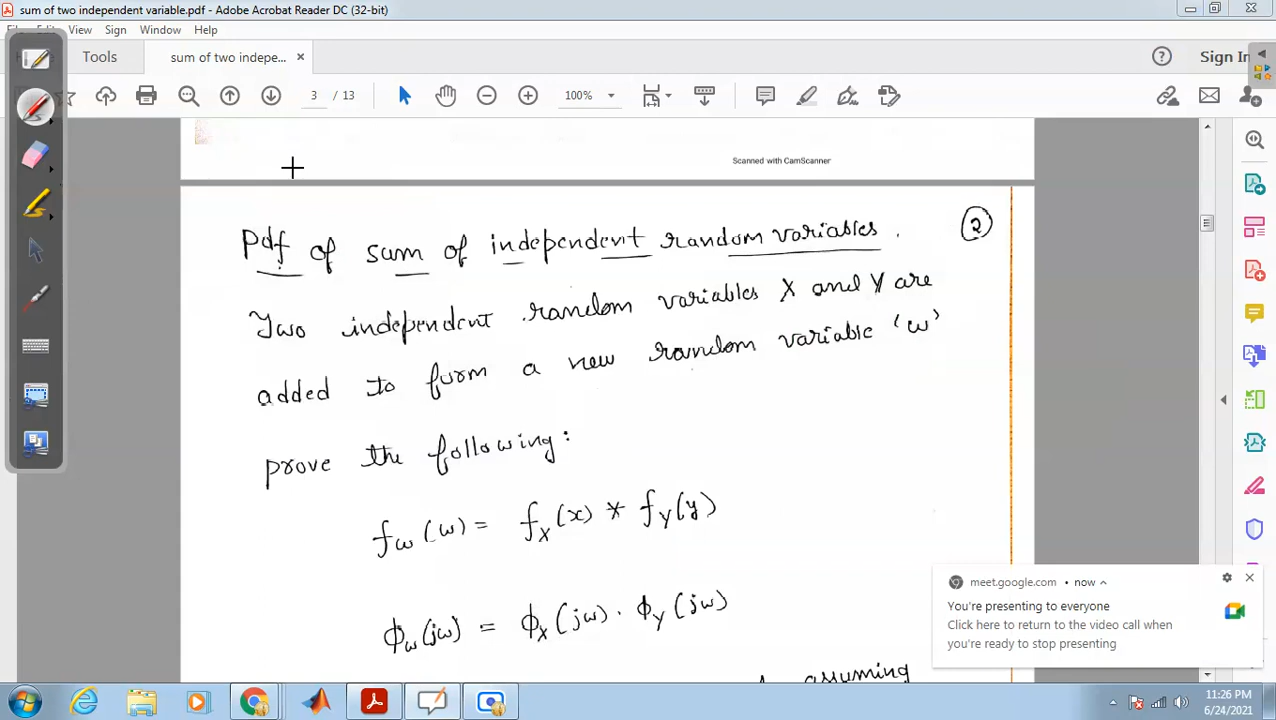 sum of two independent variable.pdf - Adobe Acrobat Reader DC (32-bit)
View Sign Window Help
Tools sum of two indepe... × Sign In
3 / 13 100%
Scanned with CamScanner
Pdf of sum of independent random variables. 2
Two independent random variables X and Y are
added to form a new random variable 'w'
prove the following:
fw(w) = fX(x) * fY(y)
ϕw(jω) = ϕX(jω) . ϕY(jω)
assuming
meet.google.com • now
You're presenting to everyone
Click here to return to the video call when
you're ready to stop presenting
11:26 PM
6/24/2021